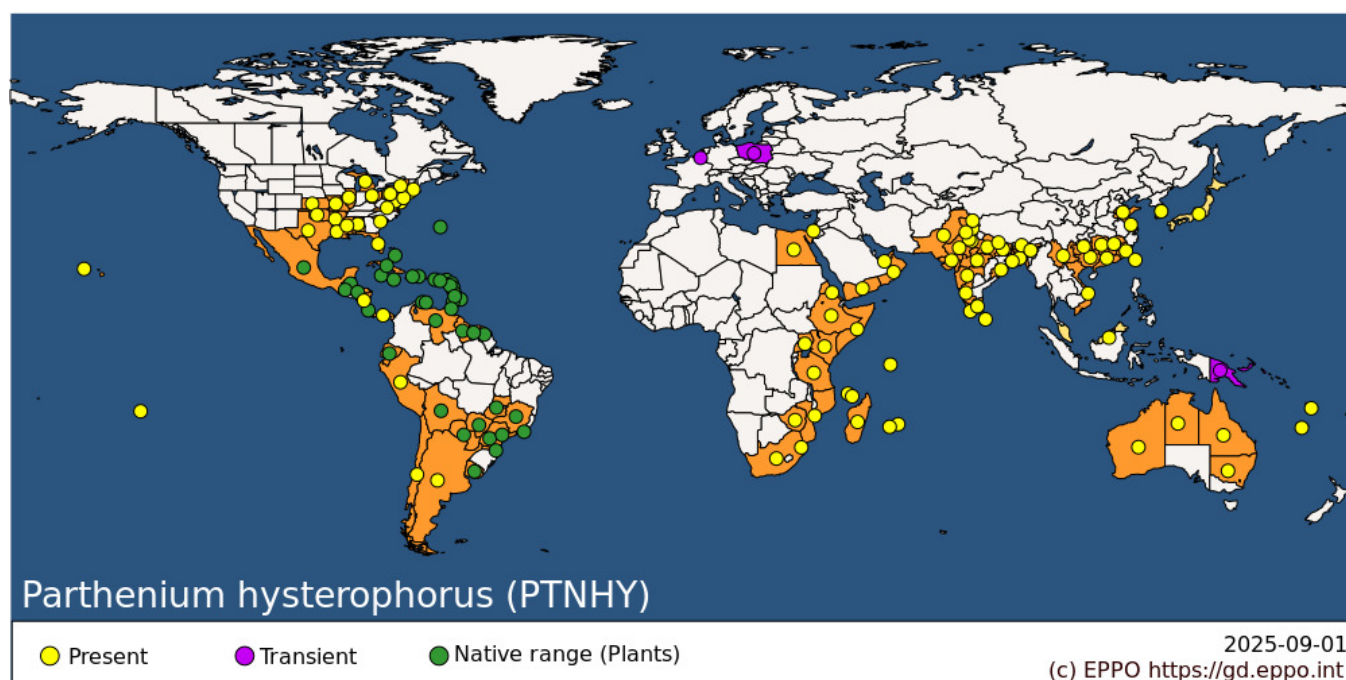 Parthenium hysterophorus (PTNHY)
Present
Transient
Native range (Plants)
2025-09-01
(c) EPPO https://gd.eppo.int